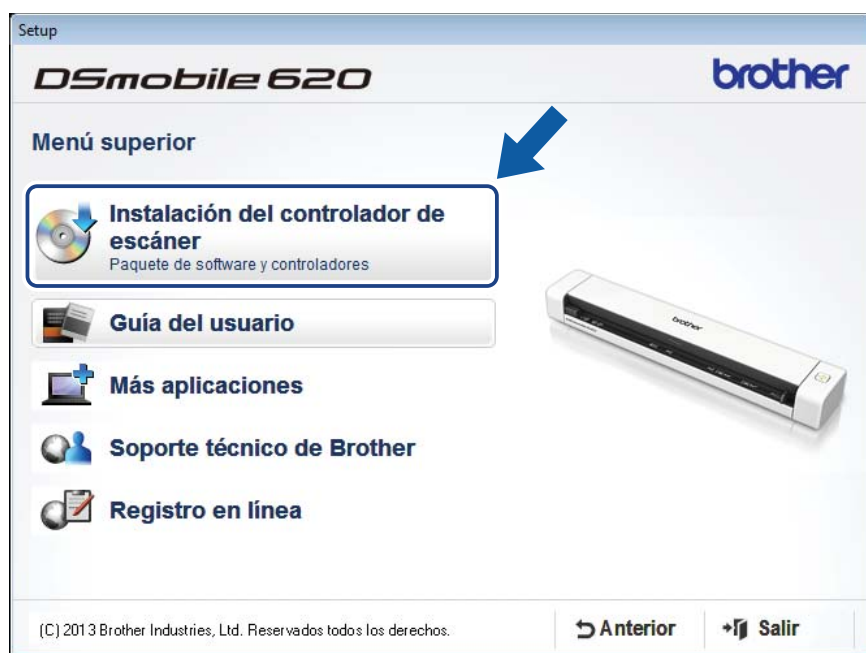 Setup
DSmobile 620
brother
Menú superior
Instalación del controlador de
escáner
Paquete de software y controladores
Guía del usuario
Más aplicaciones
Soporte técnico de Brother
Registro en línea
brother
(C) 2013 Brother Industries, Ltd. Reservados todos los derechos.
Anterior
Salir